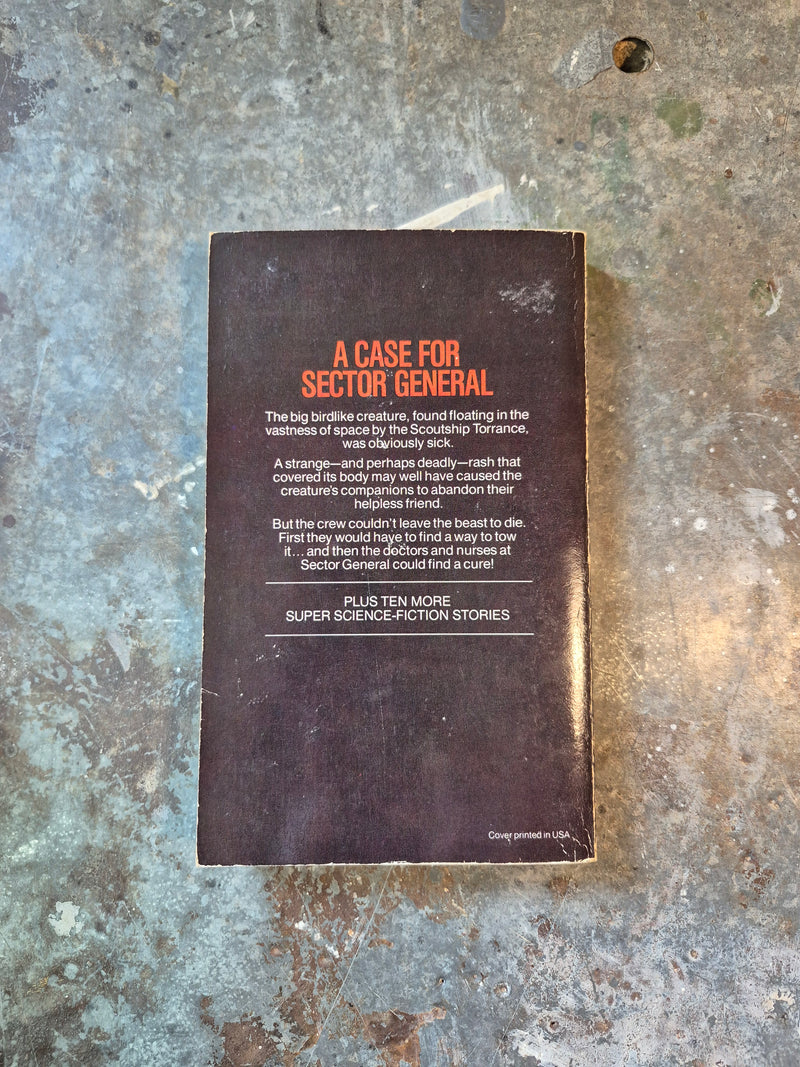 A CASE FOR
SECTOR GENERAL
The big birdlike creature, found floating in the
vastness of space by the Scoutship Torrance,
was obviously sick.
A strange—and perhaps deadly—rash that
covered its body may well have caused the
creature's companions to abandon their
helpless friend.
But the crew couldn't leave the beast to die.
First they would have to find a way to tow
it... and then the doctors and nurses at
Sector General could find a cure!
PLUS TEN MORE
SUPER SCIENCE-FICTION STORIES
Cover printed in USA